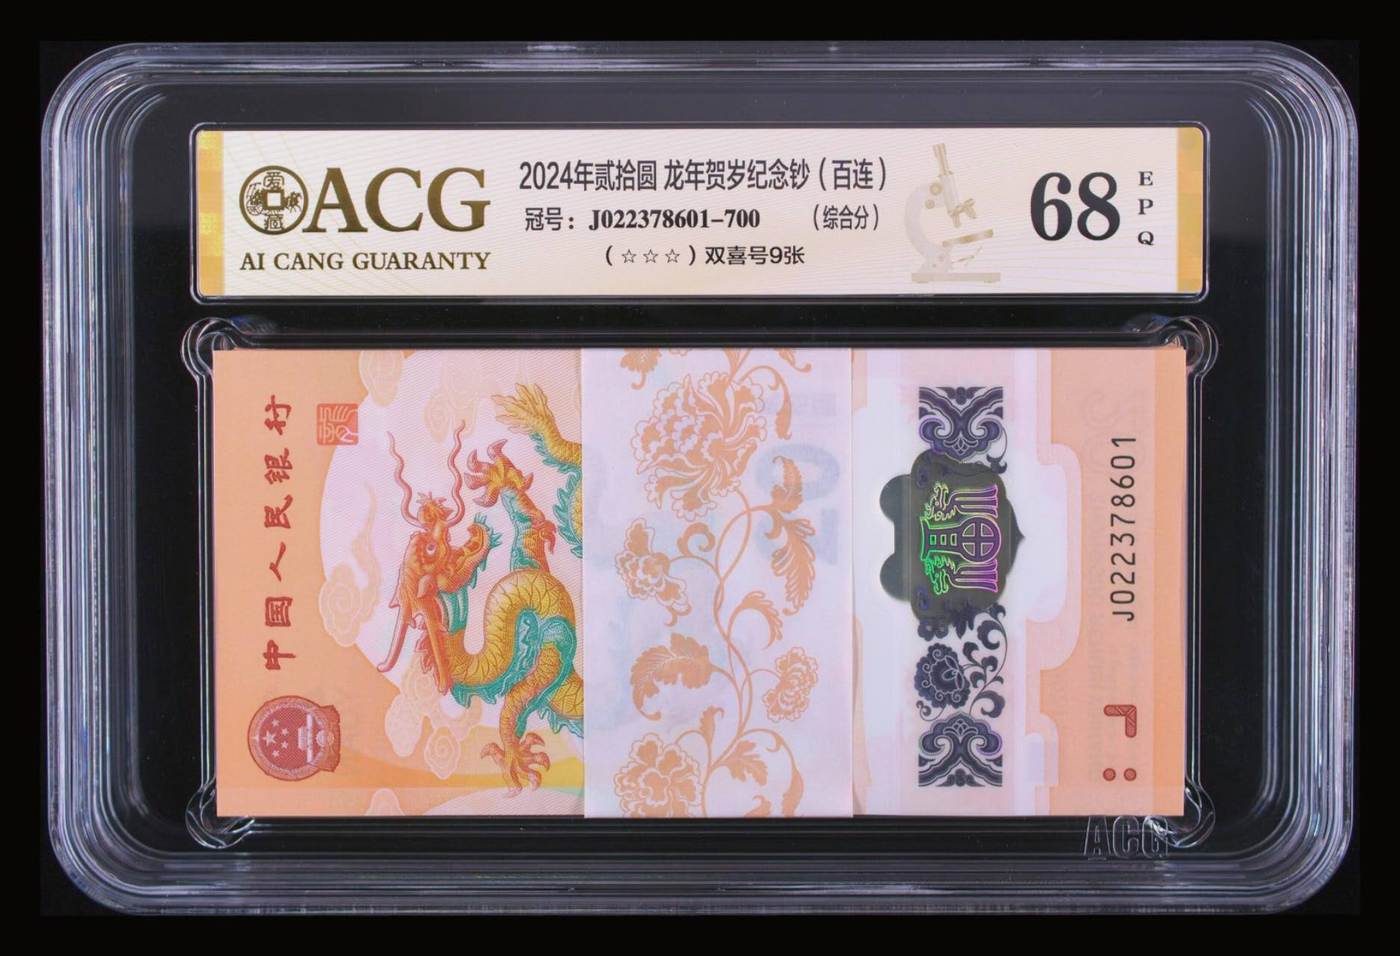 ACG
AI CANG GUARANTY
2024年贰拾圆 龙年贺岁纪念钞(百连)
冠号: J022378601-700 (综合分)
(☆☆☆)双喜号9张
68
EPQ
中国人民银行
J022378601
ACG